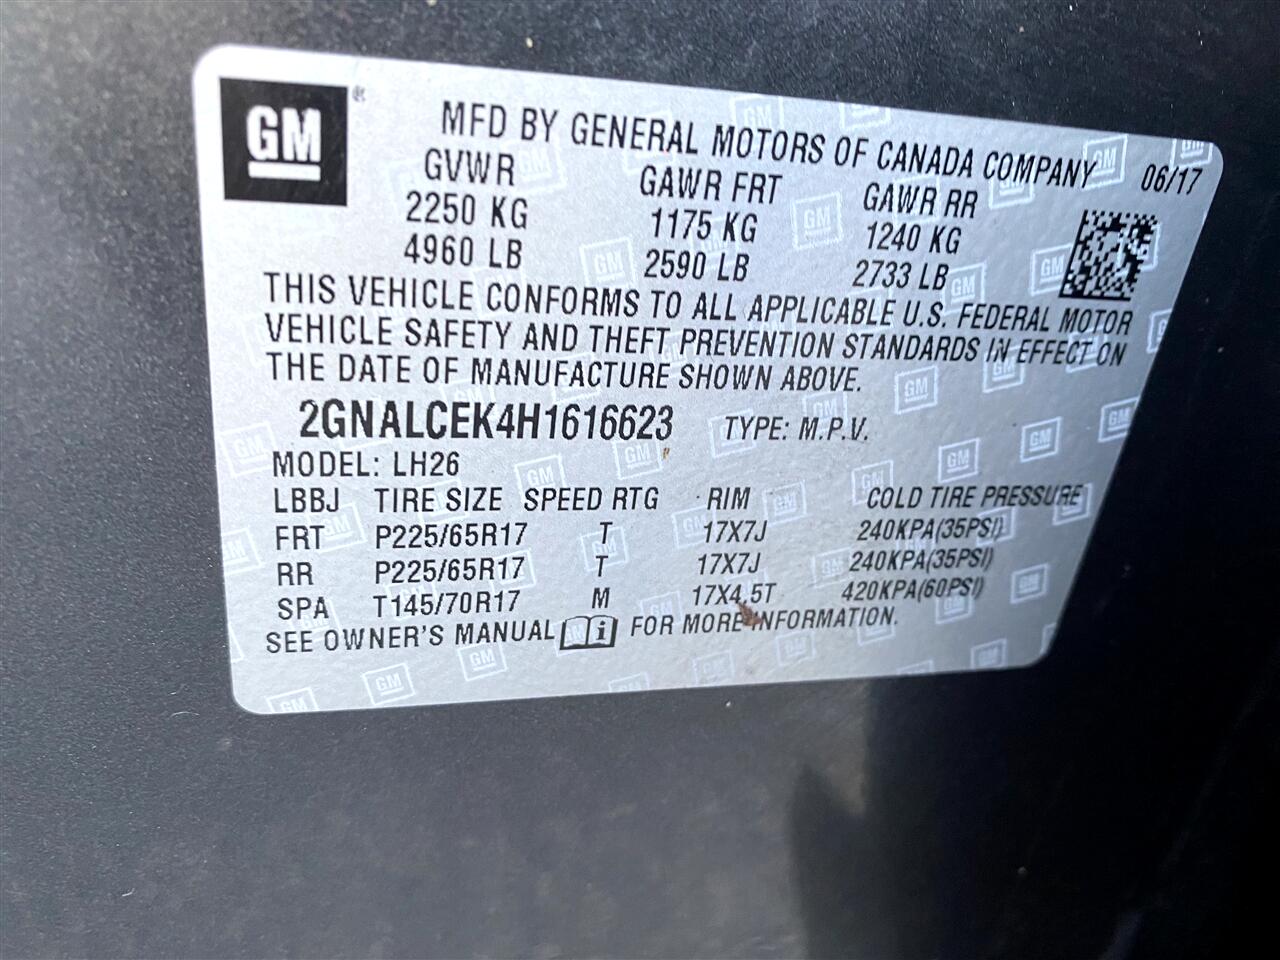 GM ® MFD BY GENERAL MOTORS OF CANADA COMPANY 06/17
GVWR GAWR FRT GAWR RR
2250 KG 1175 KG 1240 KG
4960 LB 2590 LB 2733 LB
THIS VEHICLE CONFORMS TO ALL APPLICABLE U.S. FEDERAL MOTOR
VEHICLE SAFETY AND THEFT PREVENTION STANDARDS IN EFFECT ON
THE DATE OF MANUFACTURE SHOWN ABOVE.
2GNALCEK4H1616623 TYPE: M.P.V.
MODEL: LH26
LBBJ TIRE SIZE SPEED RTG RIM COLD TIRE PRESSURE
FRT P225/65R17 T 17X7J 240KPA(35PSI)
RR P225/65R17 T 17X7J 240KPA(35PSI)
SPA T145/70R17 M 17X4.5T 420KPA(60PSI)
SEE OWNER'S MANUAL i FOR MORE INFORMATION.